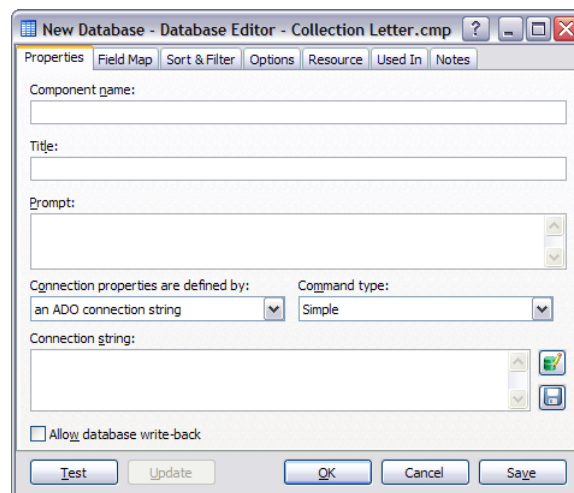 New Database - Database Editor - Collection Letter.cmp ?
Properties Field Map Sort & Filter Options Resource Used In Notes
Component name:
Title:
Prompt:
Connection properties are defined by: Command type:
an ADO connection string Simple
Connection string:
Allow database write-back
Test Update OK Cancel Save